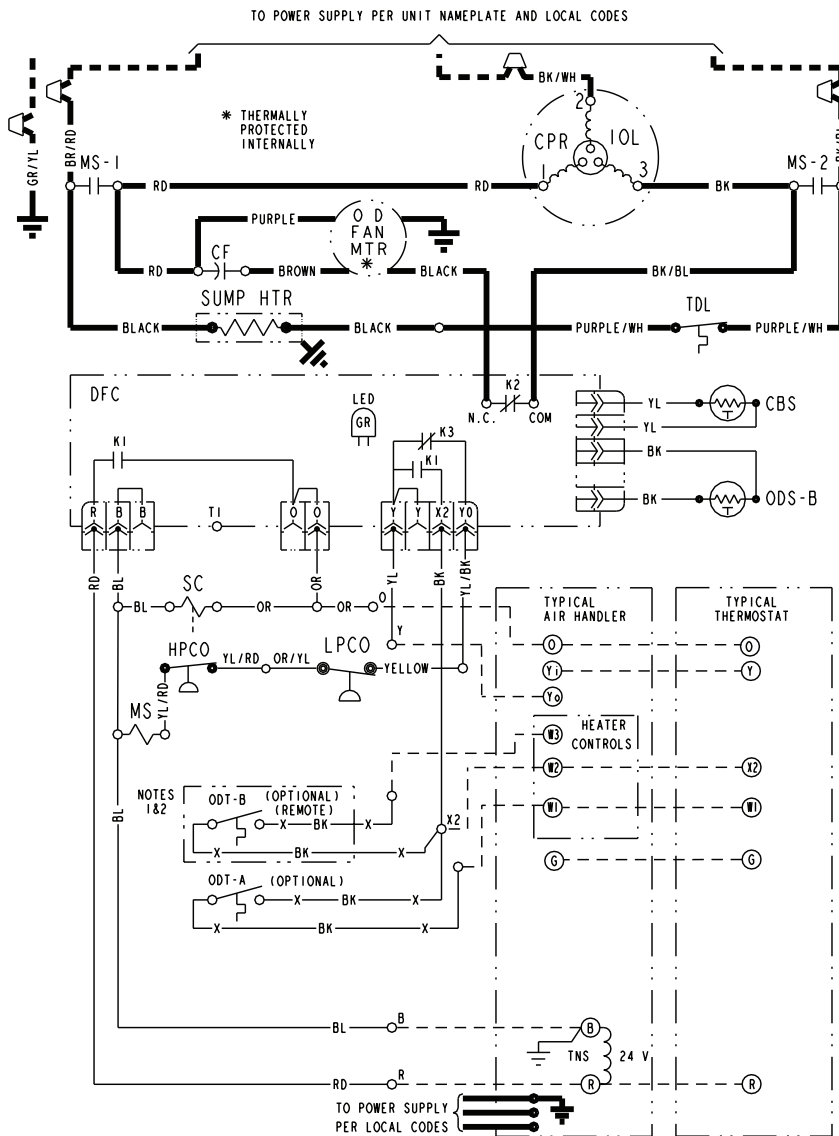 TO POWER SUPPLY PER UNIT NAMEPLATE AND LOCAL CODES
BK/WH
GR/YL
BR/RD
* THERMALLY
PROTECTED
INTERNALLY
2
CPR
IOL
1
3
MS-1
MS-2
RD
RD
BK
PURPLE
O D
FAN
MTR
*
CF
RD
BROWN
BLACK
BK/BL
SUMP HTR
TDL
BLACK
BLACK
PURPLE/WH
PURPLE/WH
DFC
LED
GR
K2
N.C.
COM
YL
CBS
YL
BK
BK
ODS-B
K1
K3
K1
R
B
B
T1
O
O
Y
Y
X2
YO
RD
BL
OR
YL
BK
YL/BK
SC
BL
OR
OR
O
Y
HPCO
YL/RD
OR/YL
LPCO
YELLOW
YL/RD
MS
TYPICAL
AIR HANDLER
TYPICAL
THERMOSTAT
O
O
Yi
Y
Yo
W3
HEATER
CONTROLS
W2
X2
W1
W1
G
G
NOTES
1&2
ODT-B
(OPTIONAL)
(REMOTE)
X
BK
X
X
BK
X
X2
BL
ODT-A
(OPTIONAL)
X
BK
X
X
BK
X
BL
B
B
TNS
24 V
RD
R
R
R
TO POWER SUPPLY
PER LOCAL CODES